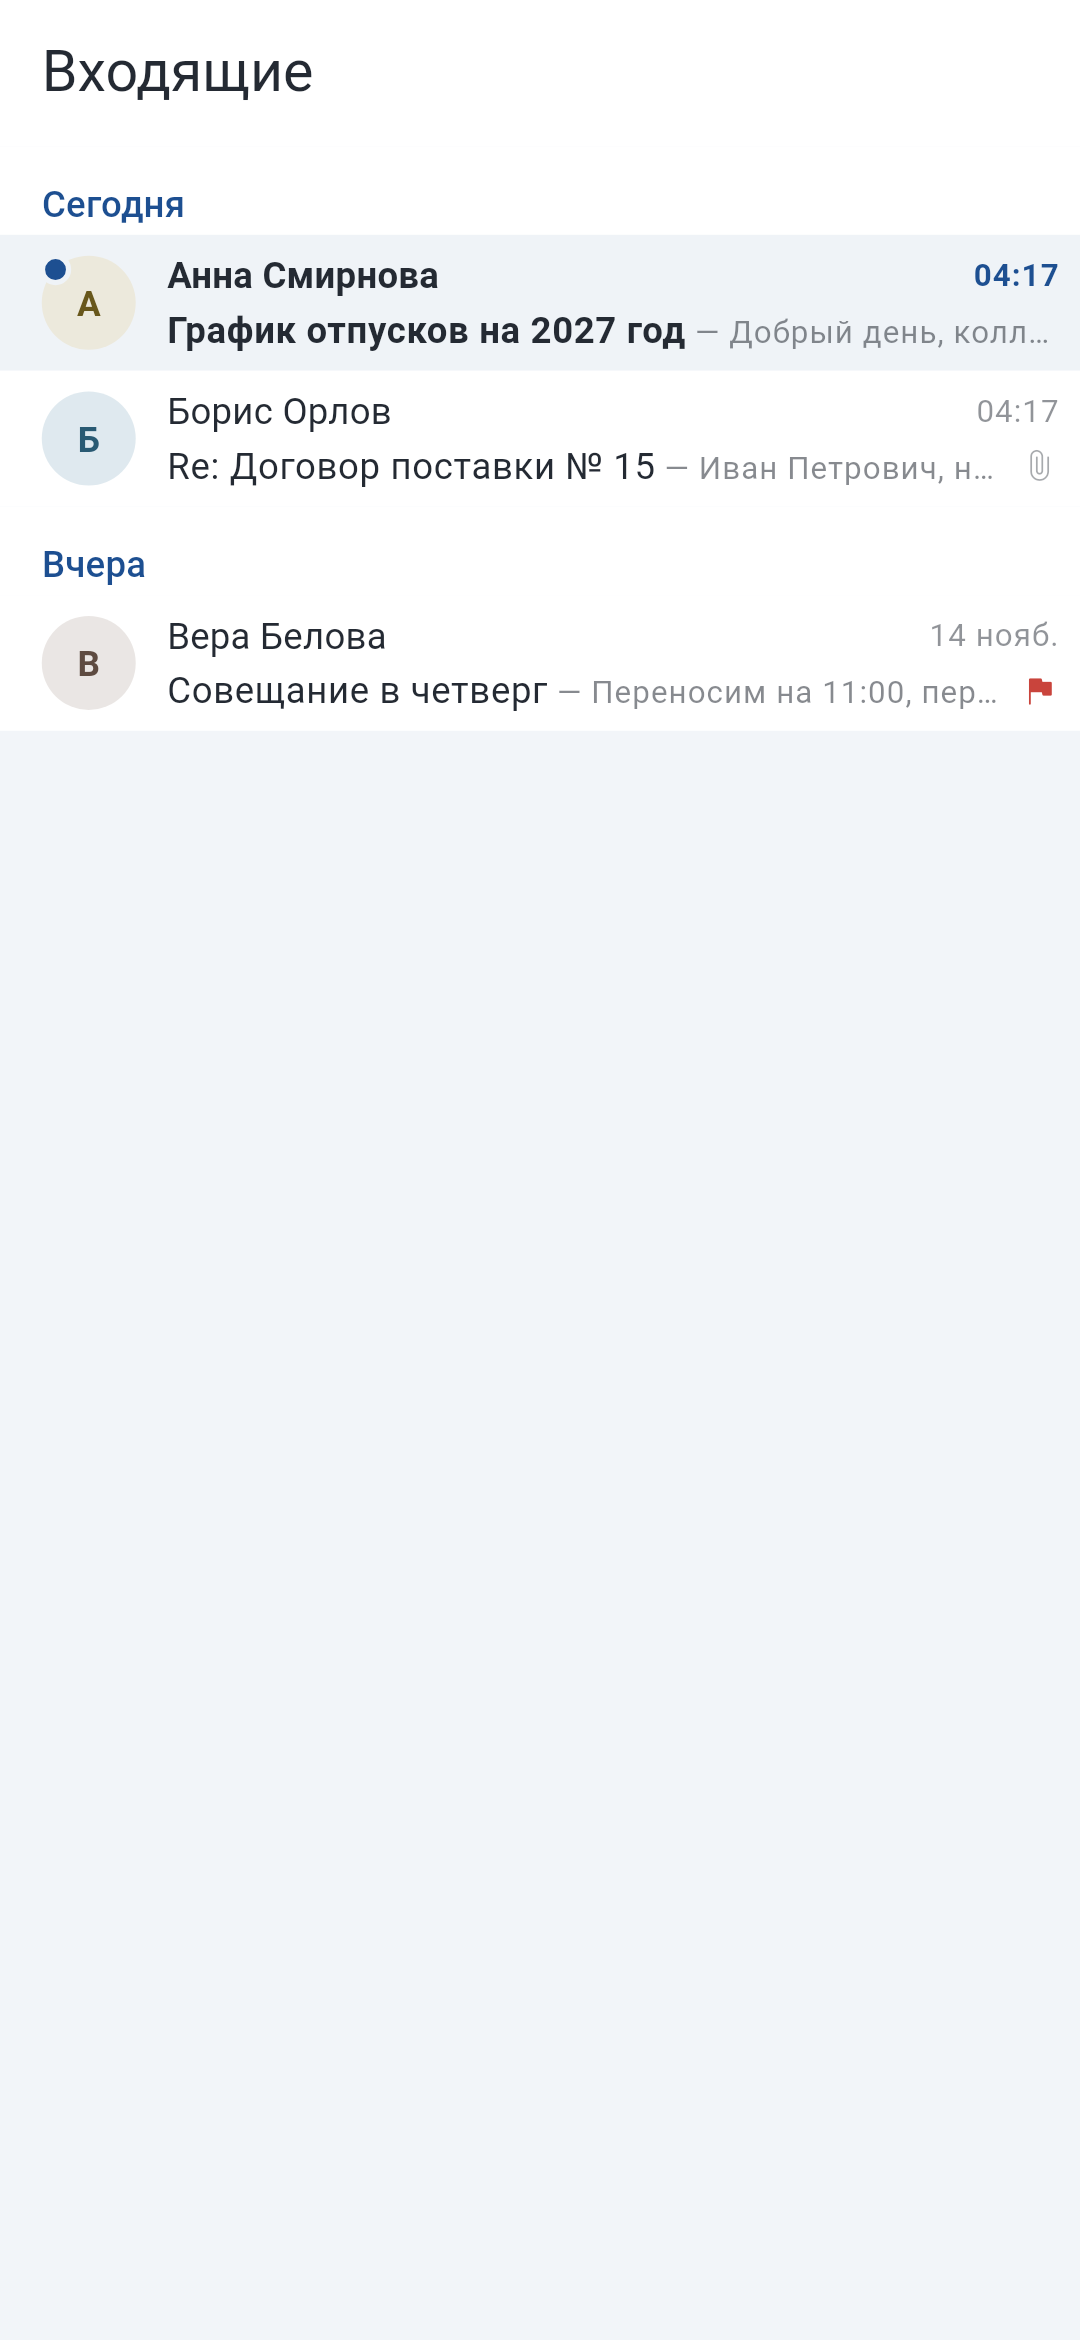 Входящие
Сегодня
А
Анна Смирнова 04:17
График отпусков на 2027 год — Добрый день, колл…
Б
Борис Орлов 04:17
Re: Договор поставки № 15 — Иван Петрович, н…
Вчера
В
Вера Белова 14 нояб.
Совещание в четверг — Переносим на 11:00, пер…